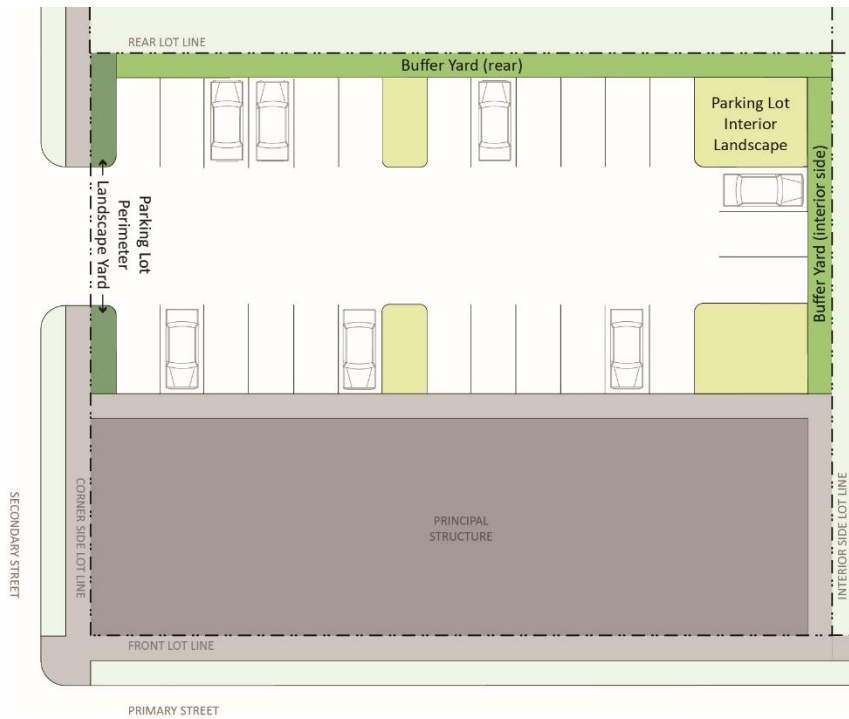 REAR LOT LINE
Buffer Yard (rear)
Parking Lot
Interior
Landscape
Parking Lot
Perimeter
Landscape Yard
Buffer Yard (interior side)
SECONDARY STREET
CORNER SIDE LOT LINE
PRINCIPAL
STRUCTURE
INTERIOR SIDE LOT LINE
FRONT LOT LINE
PRIMARY STREET